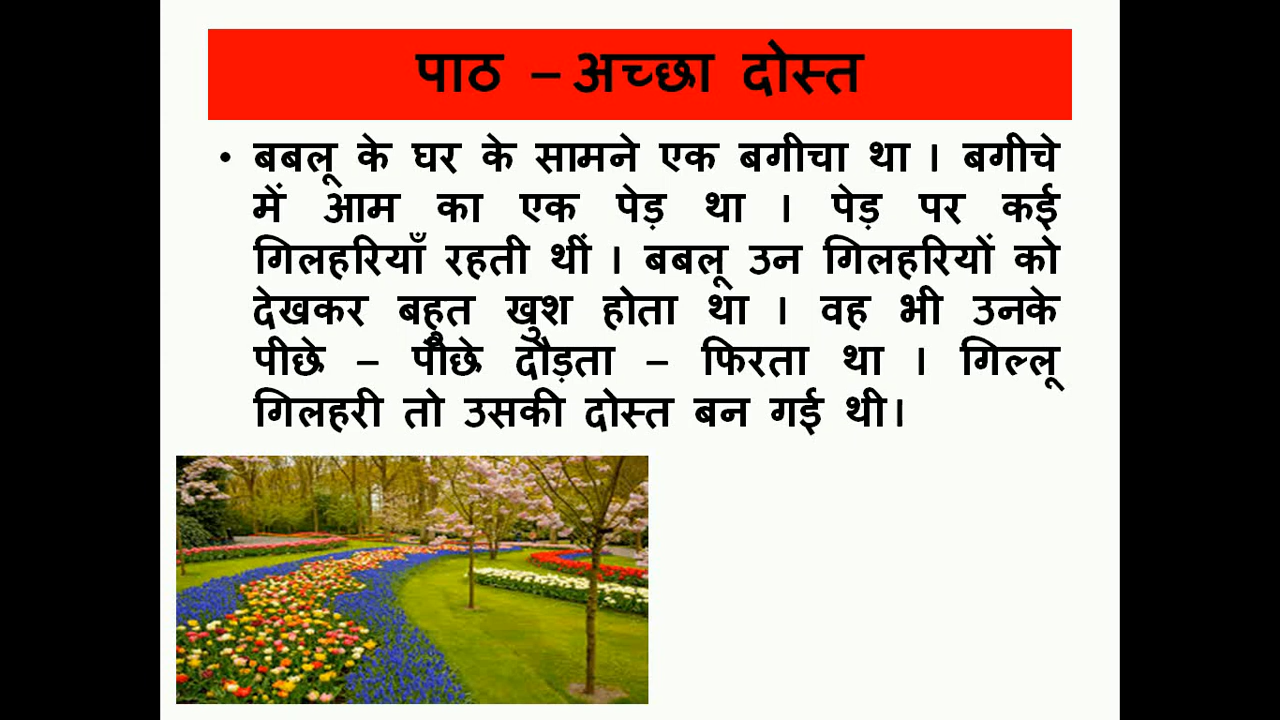 पाठ – अच्छा दोस्त
• बबलू के घर के सामने एक बगीचा था । बगीचे
में आम का एक पेड़ था । पेड़ पर कई
गिलहरियाँ रहती थीं । बबलू उन गिलहरियों को
देखकर बहुत खुश होता था । वह भी उनके
पीछे – पीछे दौड़ता – फिरता था । गिल्लू
गिलहरी तो उसकी दोस्त बन गई थी।